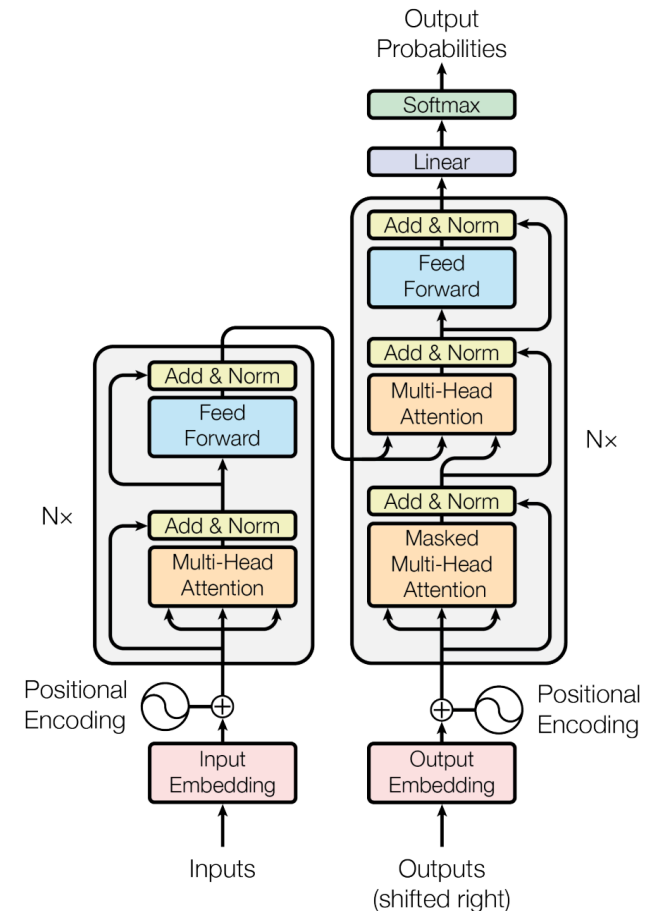 Output
Probabilities
Softmax
Linear
Add & Norm
Feed
Forward
Add & Norm
Multi-Head
Attention
Add & Norm
Masked
Multi-Head
Attention
N×
Add & Norm
Feed
Forward
Add & Norm
Multi-Head
Attention
N×
Positional
Encoding
Positional
Encoding
Input
Embedding
Output
Embedding
Inputs
Outputs
(shifted right)